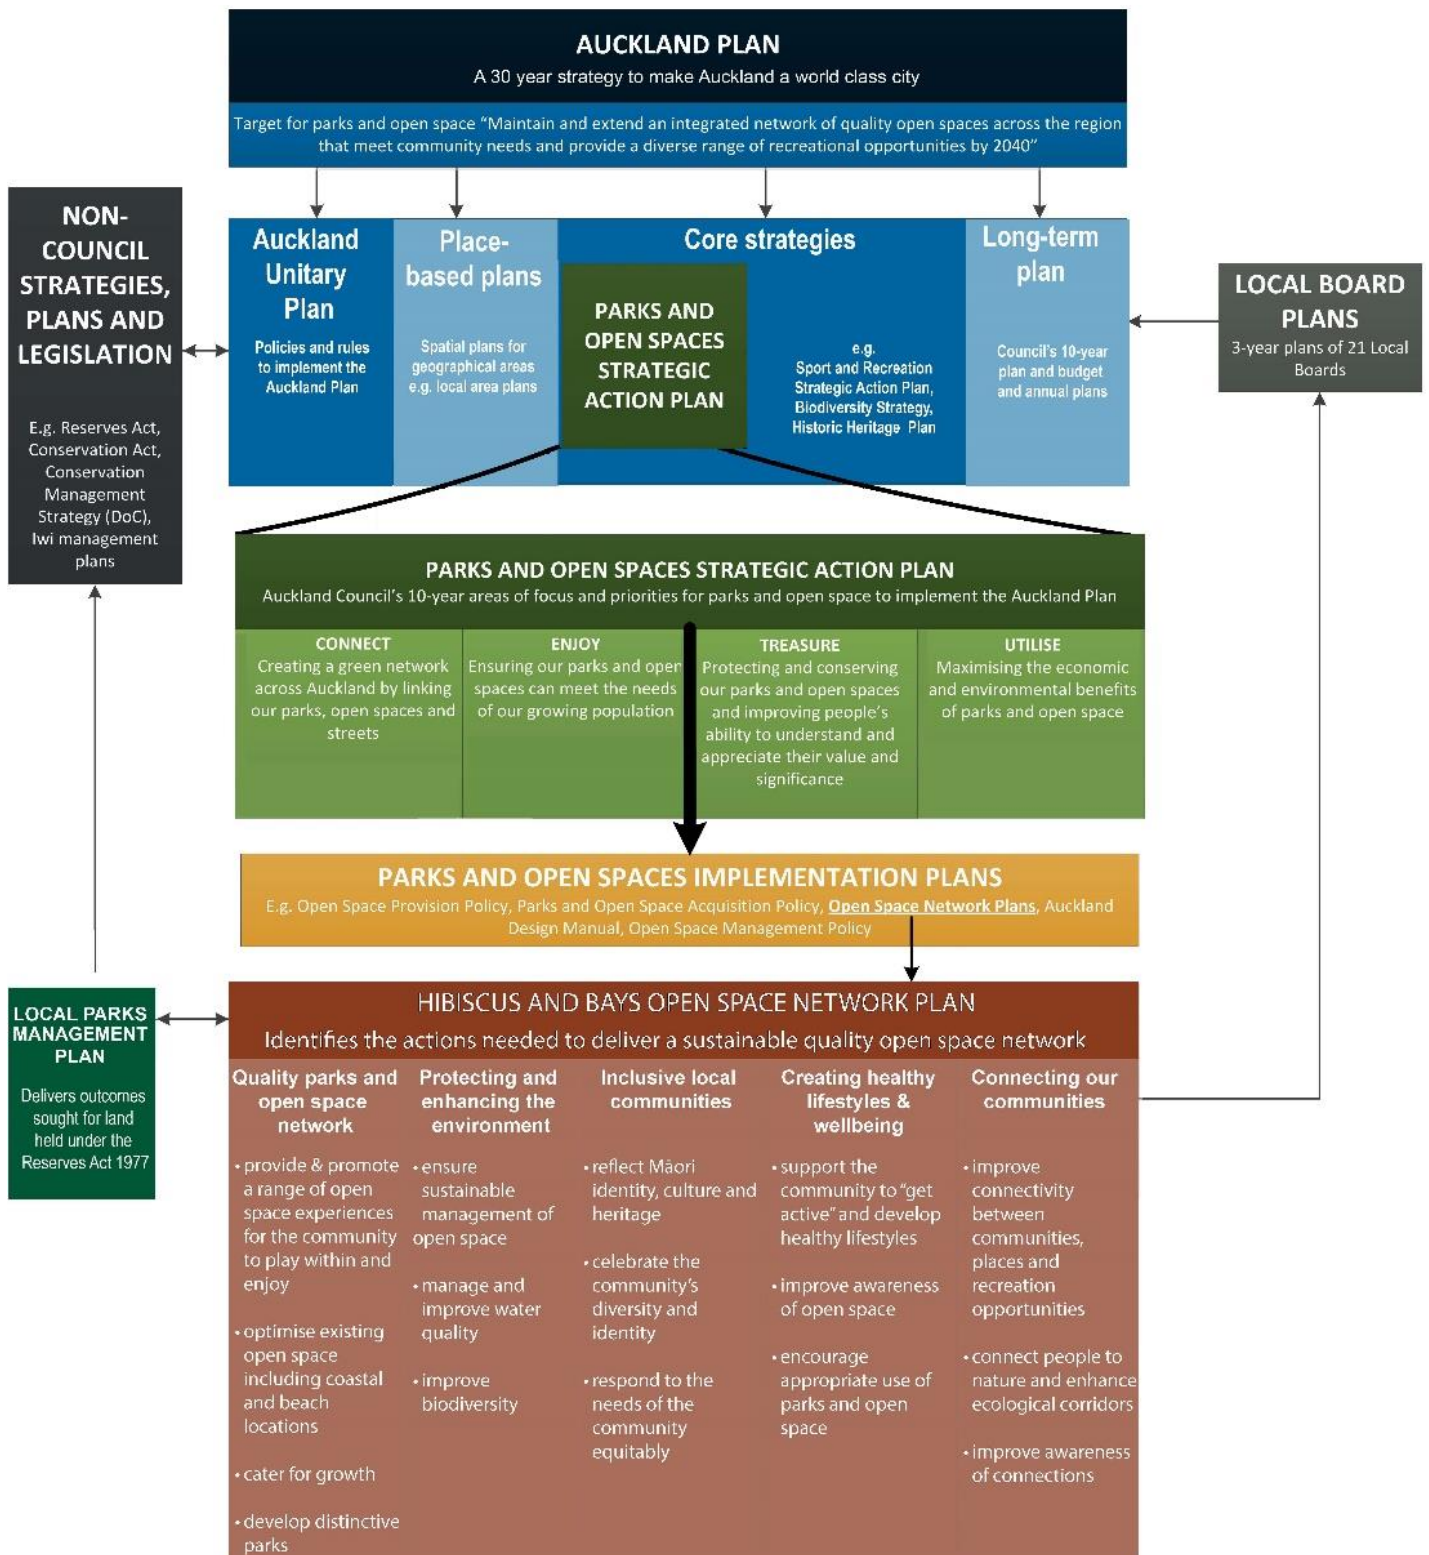 AUCKLAND PLAN
A 30 year strategy to make Auckland a world class city
Target for parks and open space “Maintain and extend an integrated network of quality open spaces across the region
that meet community needs and provide a diverse range of recreational opportunities by 2040”
NON-
COUNCIL
STRATEGIES,
PLANS AND
LEGISLATION
E.g. Reserves Act,
Conservation Act,
Conservation
Management
Strategy (DoC),
Iwi management
plans
Auckland
Unitary
Plan
Policies and rules
to implement the
Auckland Plan
Place-
based plans
Spatial plans for
geographical areas
e.g. local area plans
Core strategies
PARKS AND
OPEN SPACES
STRATEGIC
ACTION PLAN
e.g.
Sport and Recreation
Strategic Action Plan,
Biodiversity Strategy,
Historic Heritage Plan
Long-term
plan
Council’s 10-year
plan and budget
and annual plans
LOCAL BOARD
PLANS
3-year plans of 21 Local
Boards
PARKS AND OPEN SPACES STRATEGIC ACTION PLAN
Auckland Council’s 10-year areas of focus and priorities for parks and open space to implement the Auckland Plan
CONNECT
Creating a green network
across Auckland by linking
our parks, open spaces and
streets
ENJOY
Ensuring our parks and open
spaces can meet the needs
of our growing population
TREASURE
Protecting and conserving
our parks and open spaces
and improving people’s
ability to understand and
appreciate their value and
significance
UTILISE
Maximising the economic
and environmental benefits
of parks and open space
PARKS AND OPEN SPACES IMPLEMENTATION PLANS
E.g. Open Space Provision Policy, Parks and Open Space Acquisition Policy, Open Space Network Plans, Auckland
Design Manual, Open Space Management Policy
LOCAL PARKS
MANAGEMENT
PLAN
Delivers outcomes
sought for land
held under the
Reserves Act 1977
HIBISCUS AND BAYS OPEN SPACE NETWORK PLAN
Identifies the actions needed to deliver a sustainable quality open space network
Quality parks and
open space
network
• provide & promote
a range of open
space experiences
for the community
to play within and
enjoy
• optimise existing
open space
including coastal
and beach
locations
• cater for growth
• develop distinctive
parks
Protecting and
enhancing the
environment
• ensure
sustainable
management of
open space
• manage and
improve water
quality
• improve
biodiversity
Inclusive local
communities
• reflect Māori
identity, culture and
heritage
• celebrate the
community’s
diversity and
identity
• respond to the
needs of the
community
equitably
Creating healthy
lifestyles &
wellbeing
• support the
community to “get
active” and develop
healthy lifestyles
• improve awareness
of open space
• encourage
appropriate use of
parks and open
space
Connecting our
communities
• improve
connectivity
between
communities,
places and
recreation
opportunities
• connect people to
nature and enhance
ecological corridors
• improve awareness
of connections